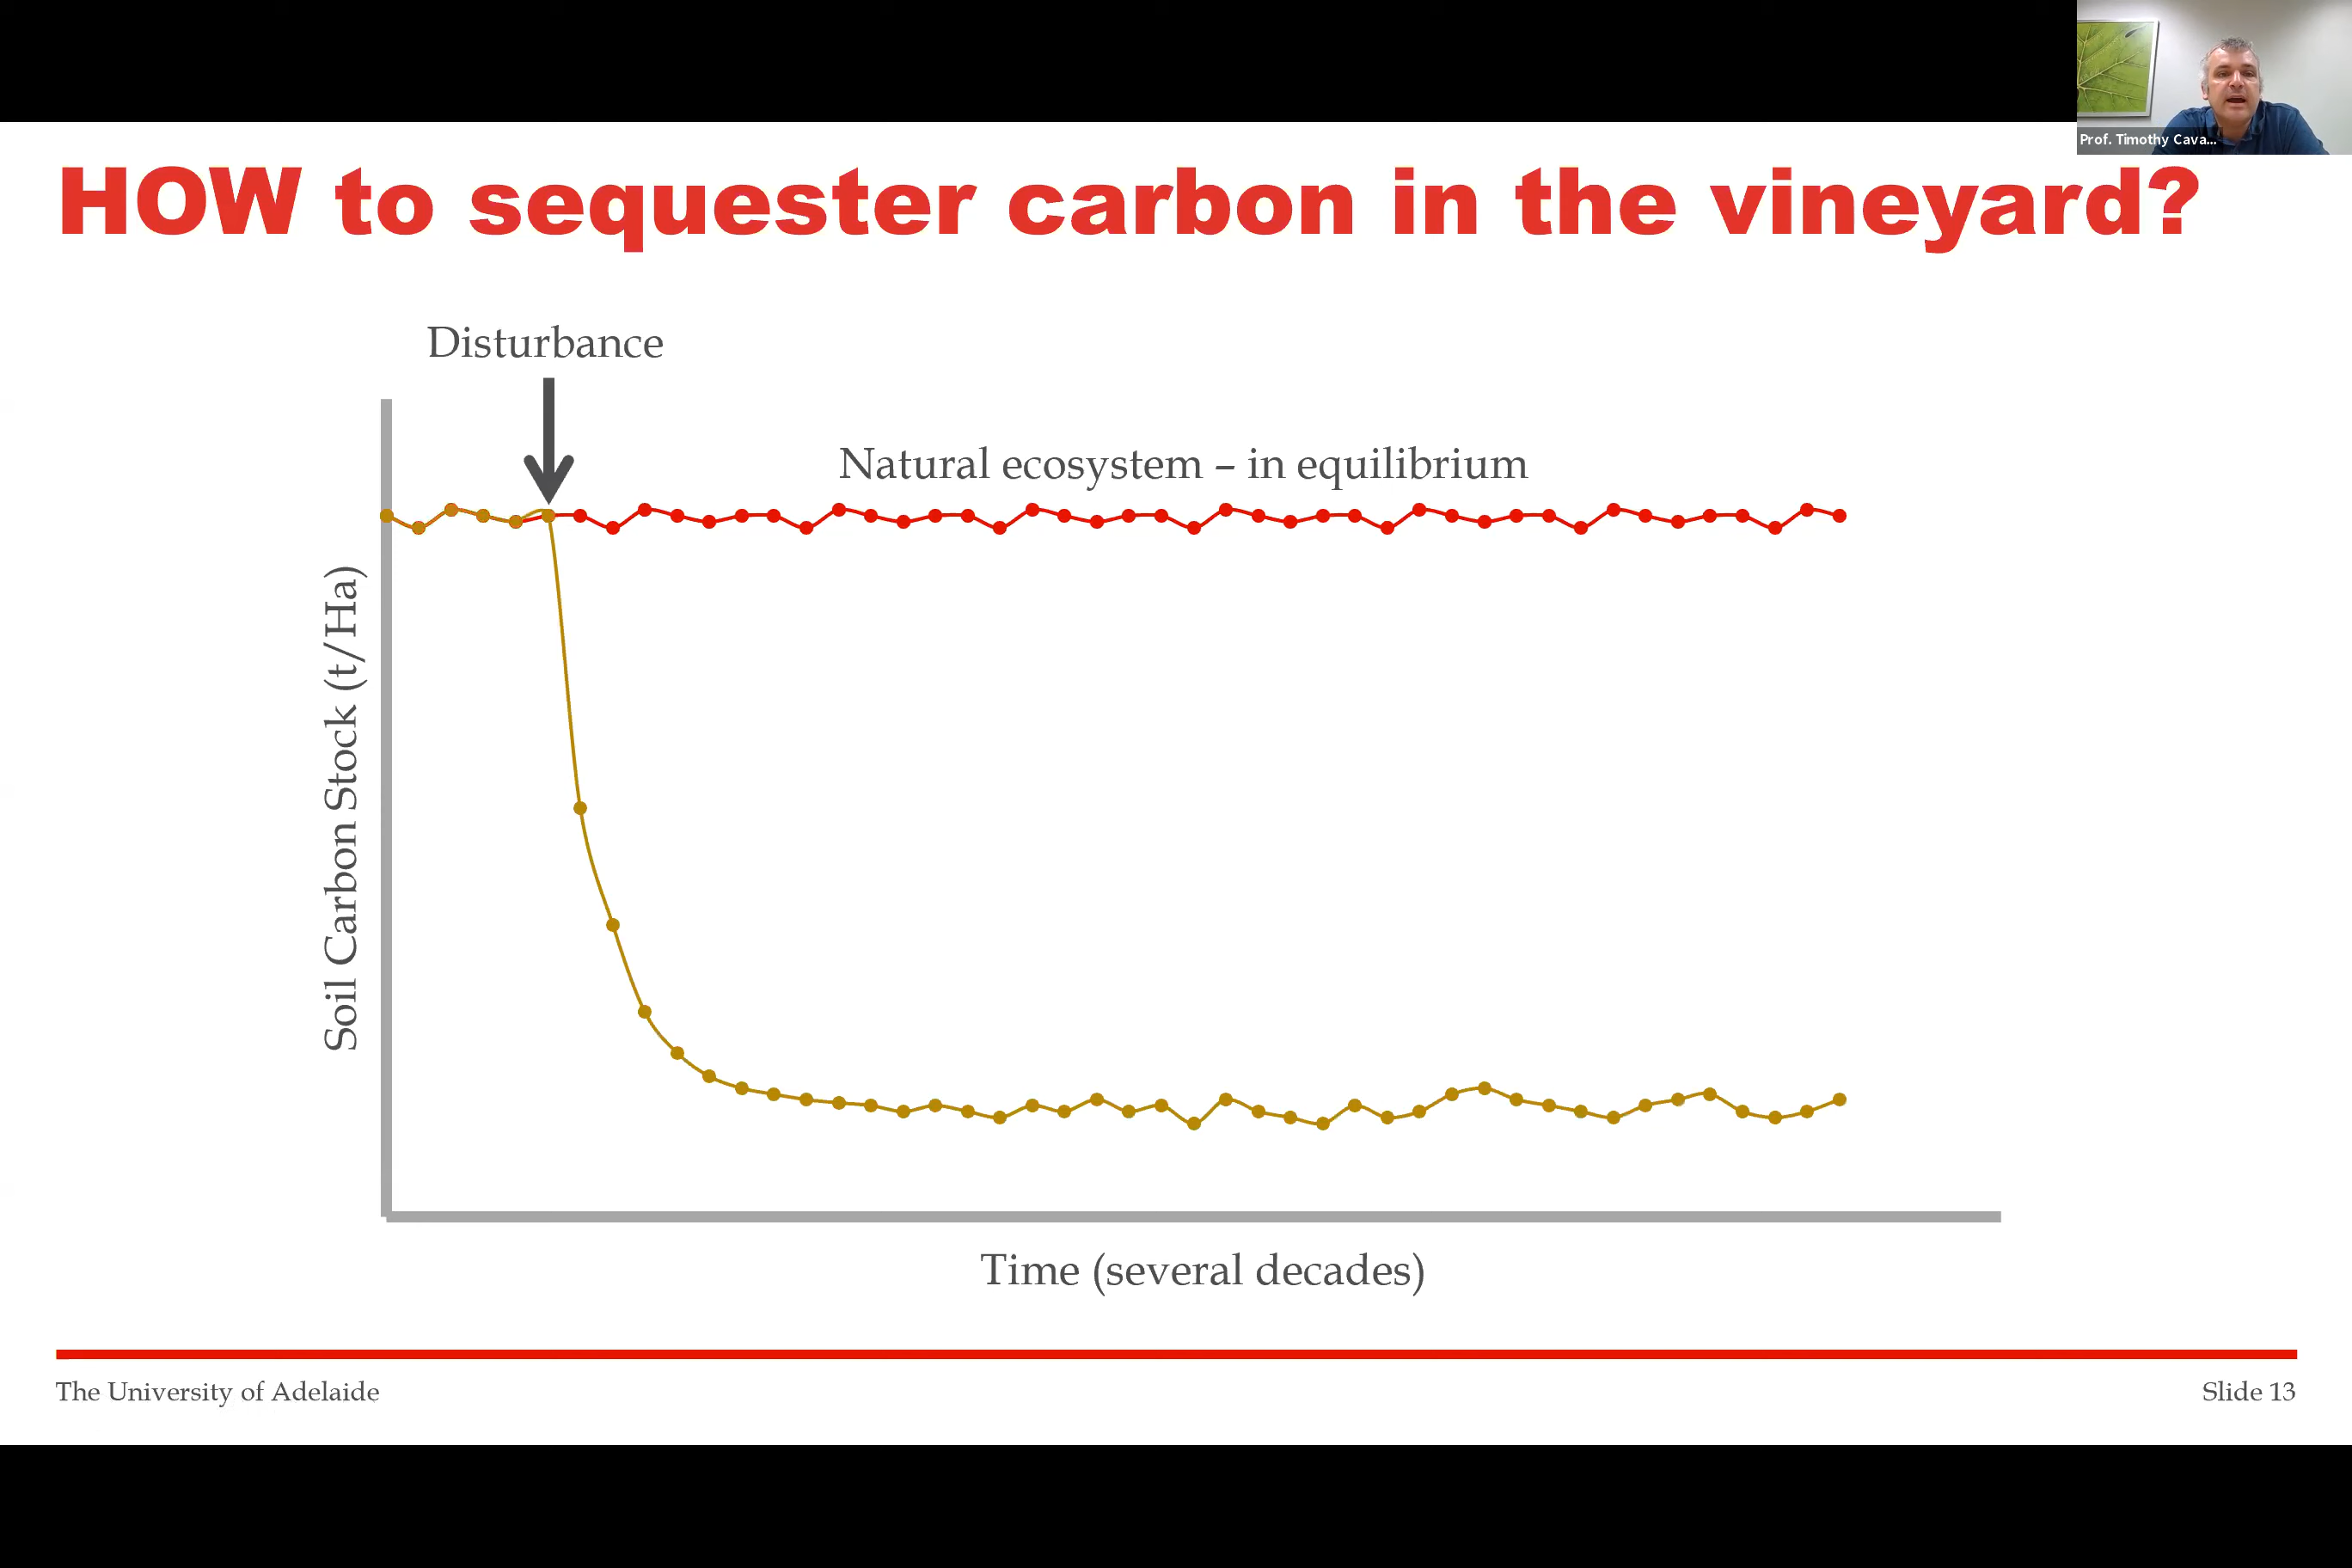 Prof. Timothy Cava...
HOW to sequester carbon in the vineyard?
Disturbance
Natural ecosystem – in equilibrium
Soil Carbon Stock (t/Ha)
Time (several decades)
The University of Adelaide
Slide 13